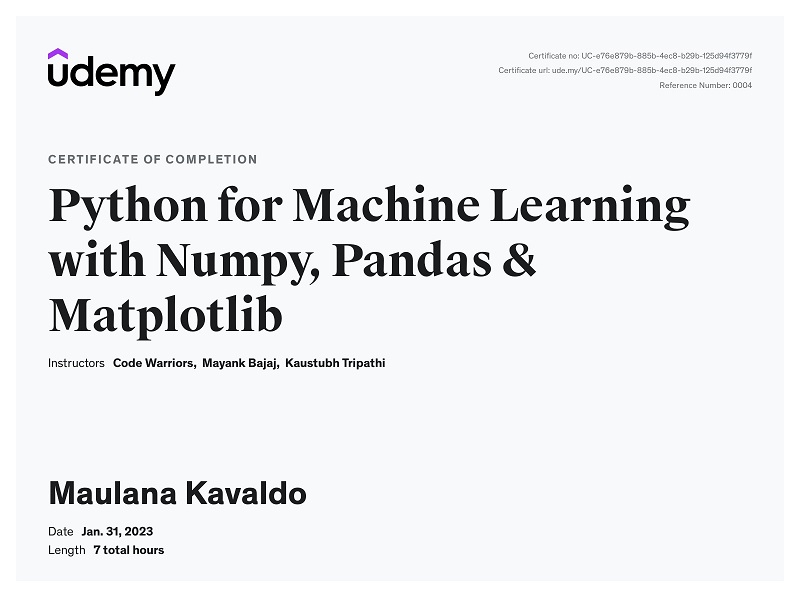 udemy
Certificate no: UC-e76e879b-885b-4ec8-b29b-125d94f3779f
Certificate url: ude.my/UC-e76e879b-885b-4ec8-b29b-125d94f3779f
Reference Number: 0004
CERTIFICATE OF COMPLETION
Python for Machine Learning
with Numpy, Pandas &
Matplotlib
Instructors Code Warriors, Mayank Bajaj, Kaustubh Tripathi
Maulana Kavaldo
Date Jan. 31, 2023
Length 7 total hours